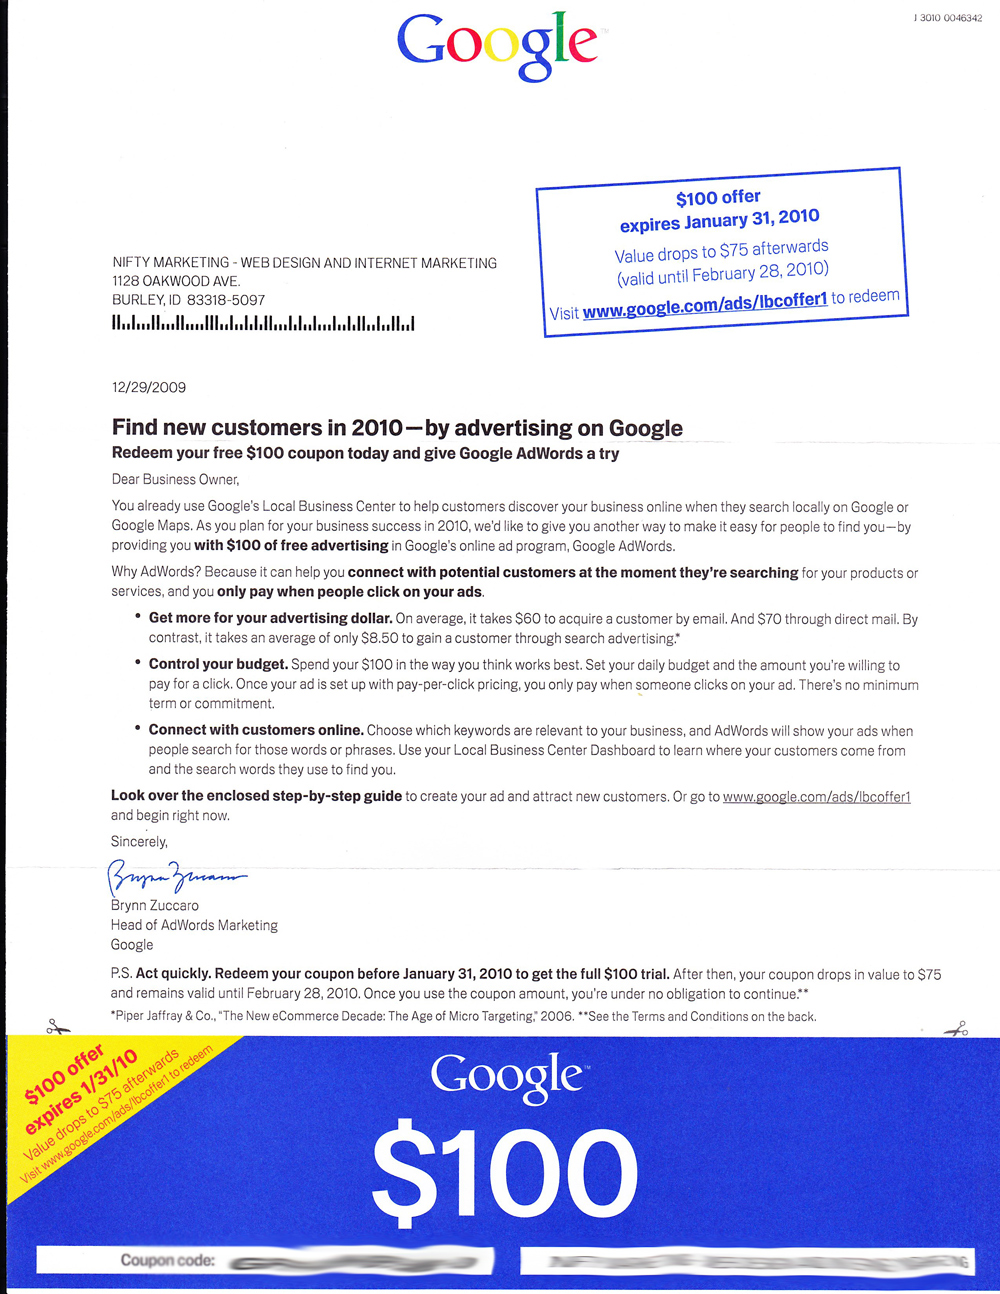 J 3010 0046342
Google™
$100 offer
expires January 31, 2010
Value drops to $75 afterwards
(valid until February 28, 2010)
Visit www.google.com/ads/lbcoffer1 to redeem
NIFTY MARKETING - WEB DESIGN AND INTERNET MARKETING
1128 OAKWOOD AVE.
BURLEY, ID 83318-5097
12/29/2009
Find new customers in 2010—by advertising on Google
Redeem your free $100 coupon today and give Google AdWords a try
Dear Business Owner,
You already use Google's Local Business Center to help customers discover your business online when they search locally on Google or
Google Maps. As you plan for your business success in 2010, we'd like to give you another way to make it easy for people to find you—by
providing you with $100 of free advertising in Google's online ad program, Google AdWords.
Why AdWords? Because it can help you connect with potential customers at the moment they're searching for your products or
services, and you only pay when people click on your ads.
• Get more for your advertising dollar. On average, it takes $60 to acquire a customer by email. And $70 through direct mail. By
contrast, it takes an average of only $8.50 to gain a customer through search advertising.*
• Control your budget. Spend your $100 in the way you think works best. Set your daily budget and the amount you're willing to
pay for a click. Once your ad is set up with pay-per-click pricing, you only pay when someone clicks on your ad. There's no minimum
term or commitment.
• Connect with customers online. Choose which keywords are relevant to your business, and AdWords will show your ads when
people search for those words or phrases. Use your Local Business Center Dashboard to learn where your customers come from
and the search words they use to find you.
Look over the enclosed step-by-step guide to create your ad and attract new customers. Or go to www.google.com/ads/lbcoffer1
and begin right now.
Sincerely,
Brynn Zuccaro
Brynn Zuccaro
Head of AdWords Marketing
Google
P.S. Act quickly. Redeem your coupon before January 31, 2010 to get the full $100 trial. After then, your coupon drops in value to $75
and remains valid until February 28, 2010. Once you use the coupon amount, you're under no obligation to continue.**
*Piper Jaffray & Co., "The New eCommerce Decade: The Age of Micro Targeting," 2006. **See the Terms and Conditions on the back.
$100 offer
expires 1/31/10
Value drops to $75 afterwards
Visit www.google.com/ads/lbcoffer1 to redeem
Google™
$100
Coupon code: